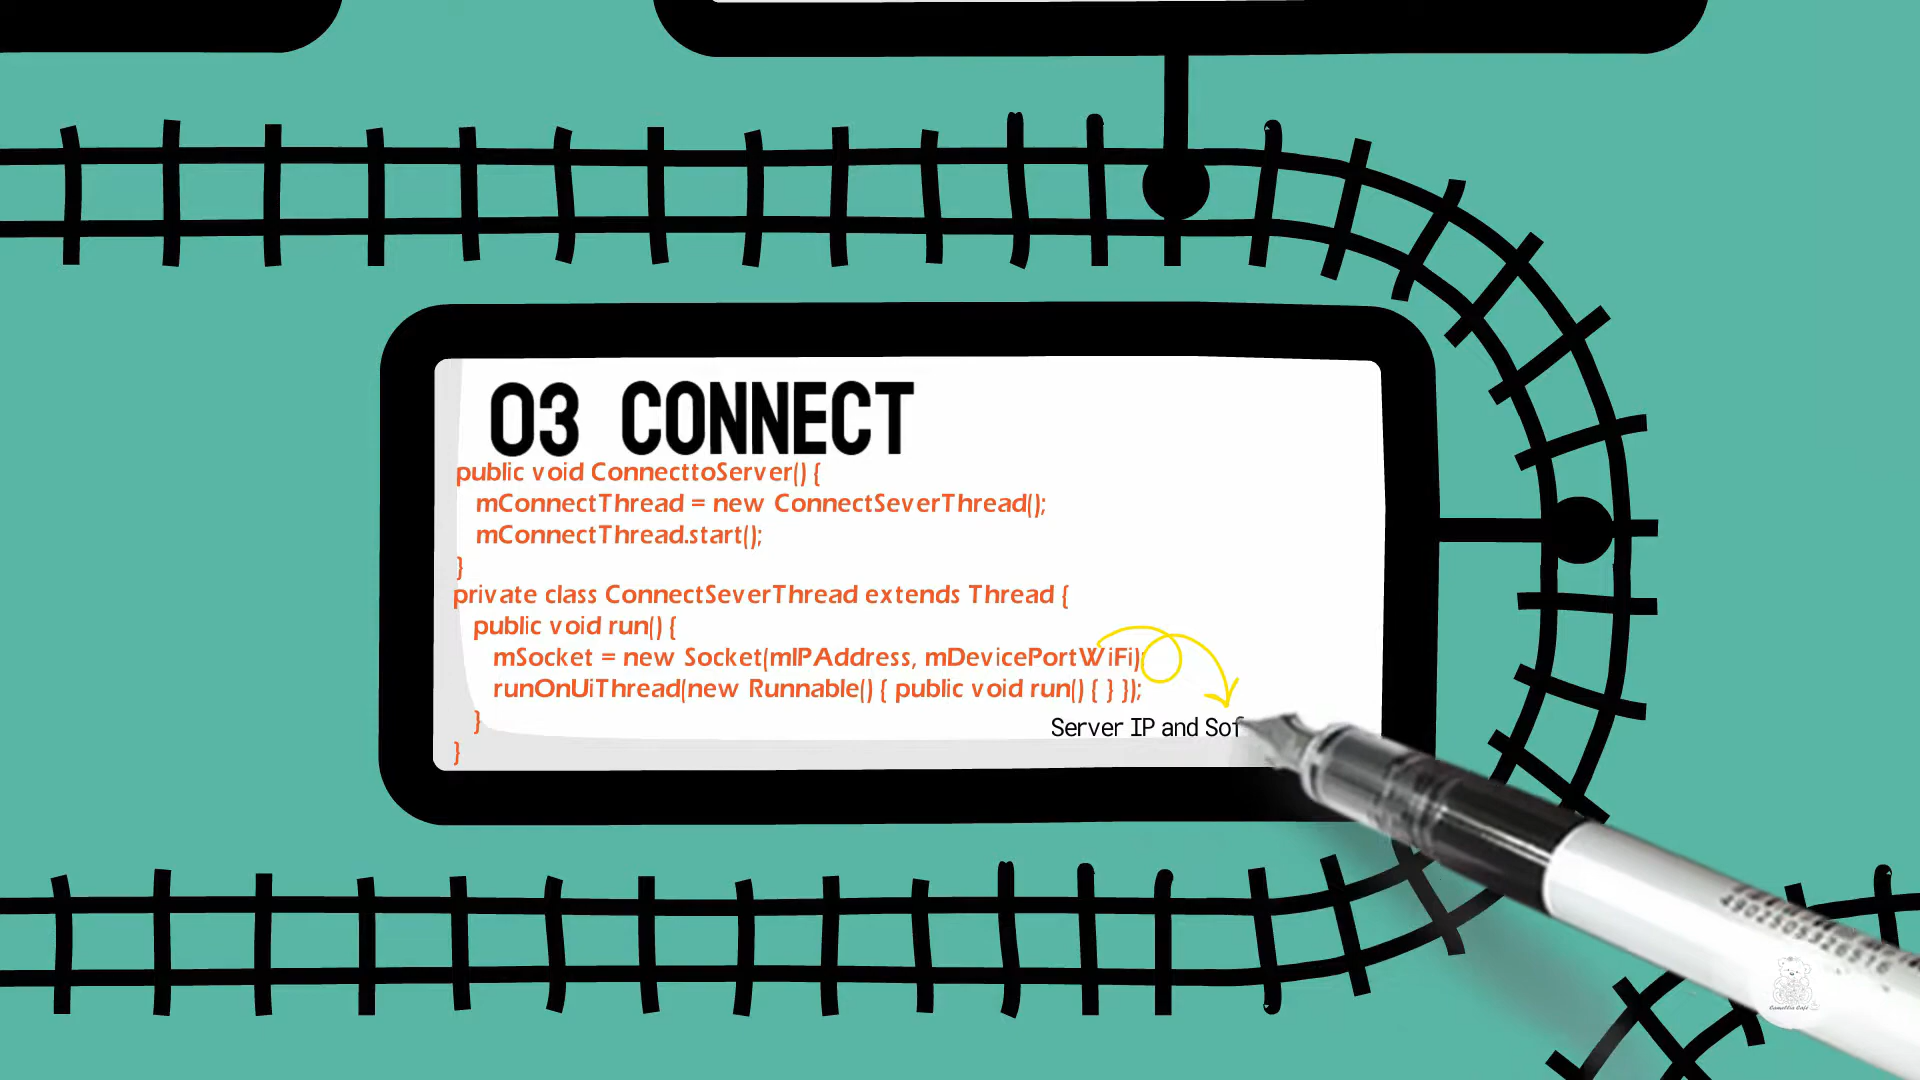 03 CONNECT
public void ConnecttoServer() {
mConnectThread = new ConnectSeverThread();
mConnectThread.start();
}
private class ConnectSeverThread extends Thread {
public void run() {
mSocket = new Socket(mIPAddress, mDevicePortWiFi);
runOnUiThread(new Runnable() { public void run() { } });
}
Server IP and Sof
}